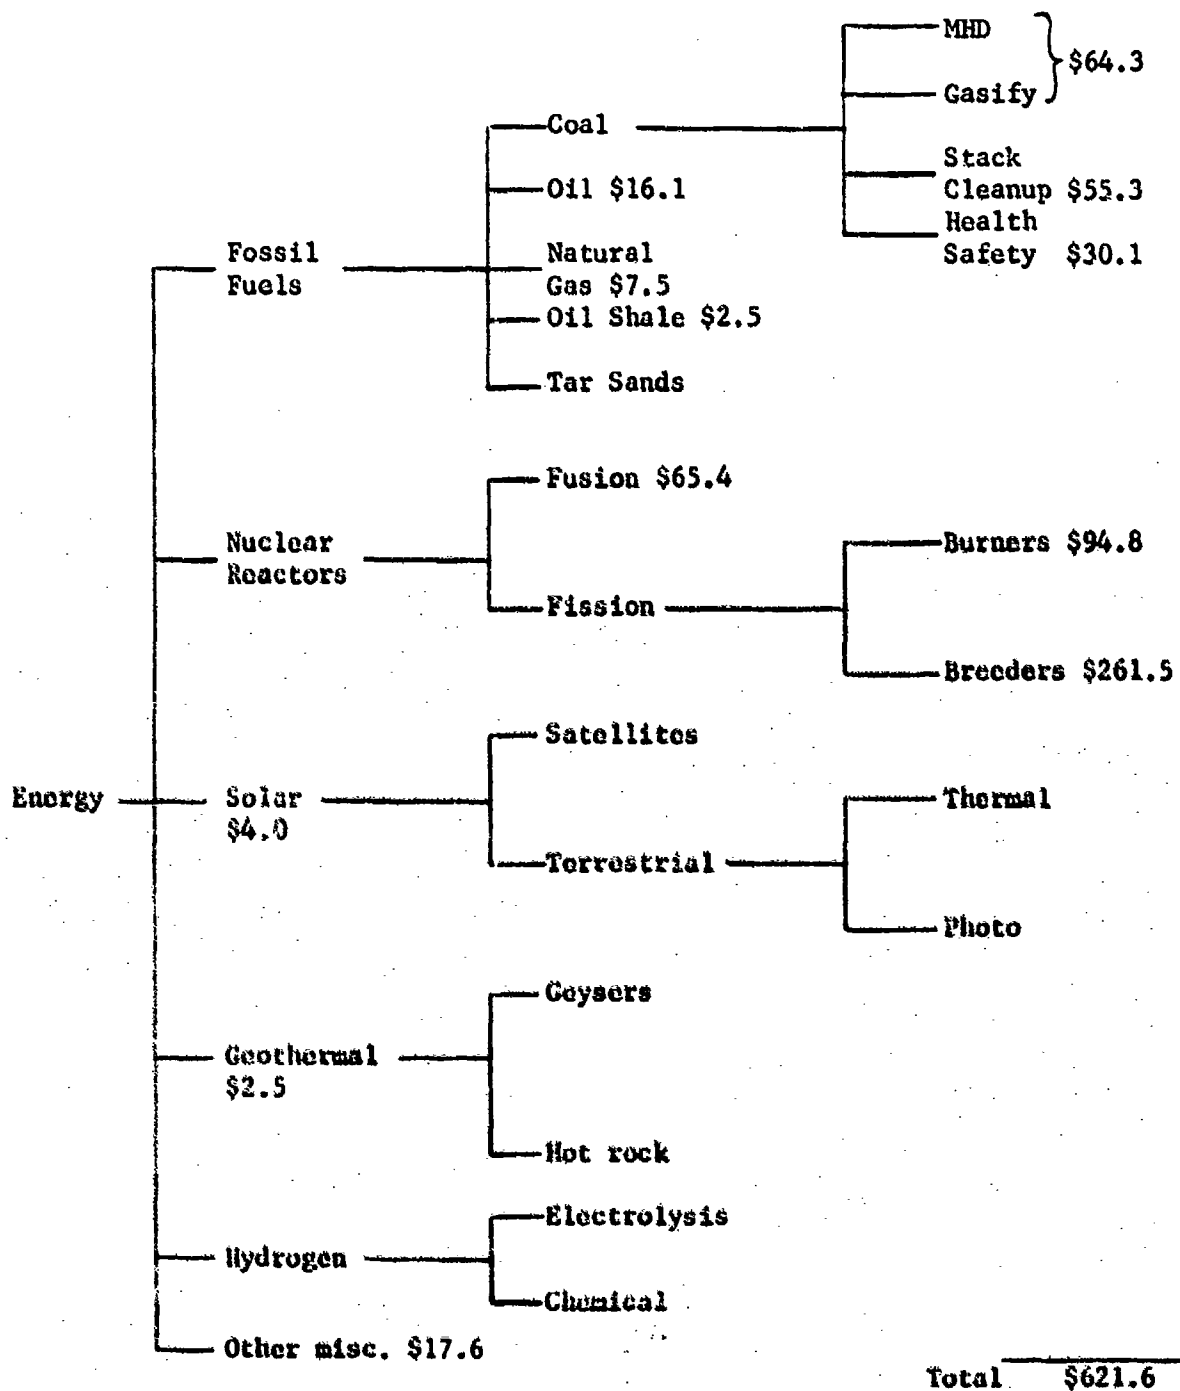 MHD
$64.3
Gasify
Coal
Stack
Cleanup $55.3
Oil $16.1
Health
Safety $30.1
Fossil
Fuels
Natural
Gas $7.5
Oil Shale $2.5
Tar Sands
Fusion $65.4
Nuclear
Reactors
Burners $94.8
Fission
Breeders $261.5
Satellites
Energy
Solar
$4.0
Thermal
Terrestrial
Photo
Geysers
Geothermal
$2.5
Hot rock
Electrolysis
Hydrogen
Chemical
Other misc. $17.6
Total $621.6